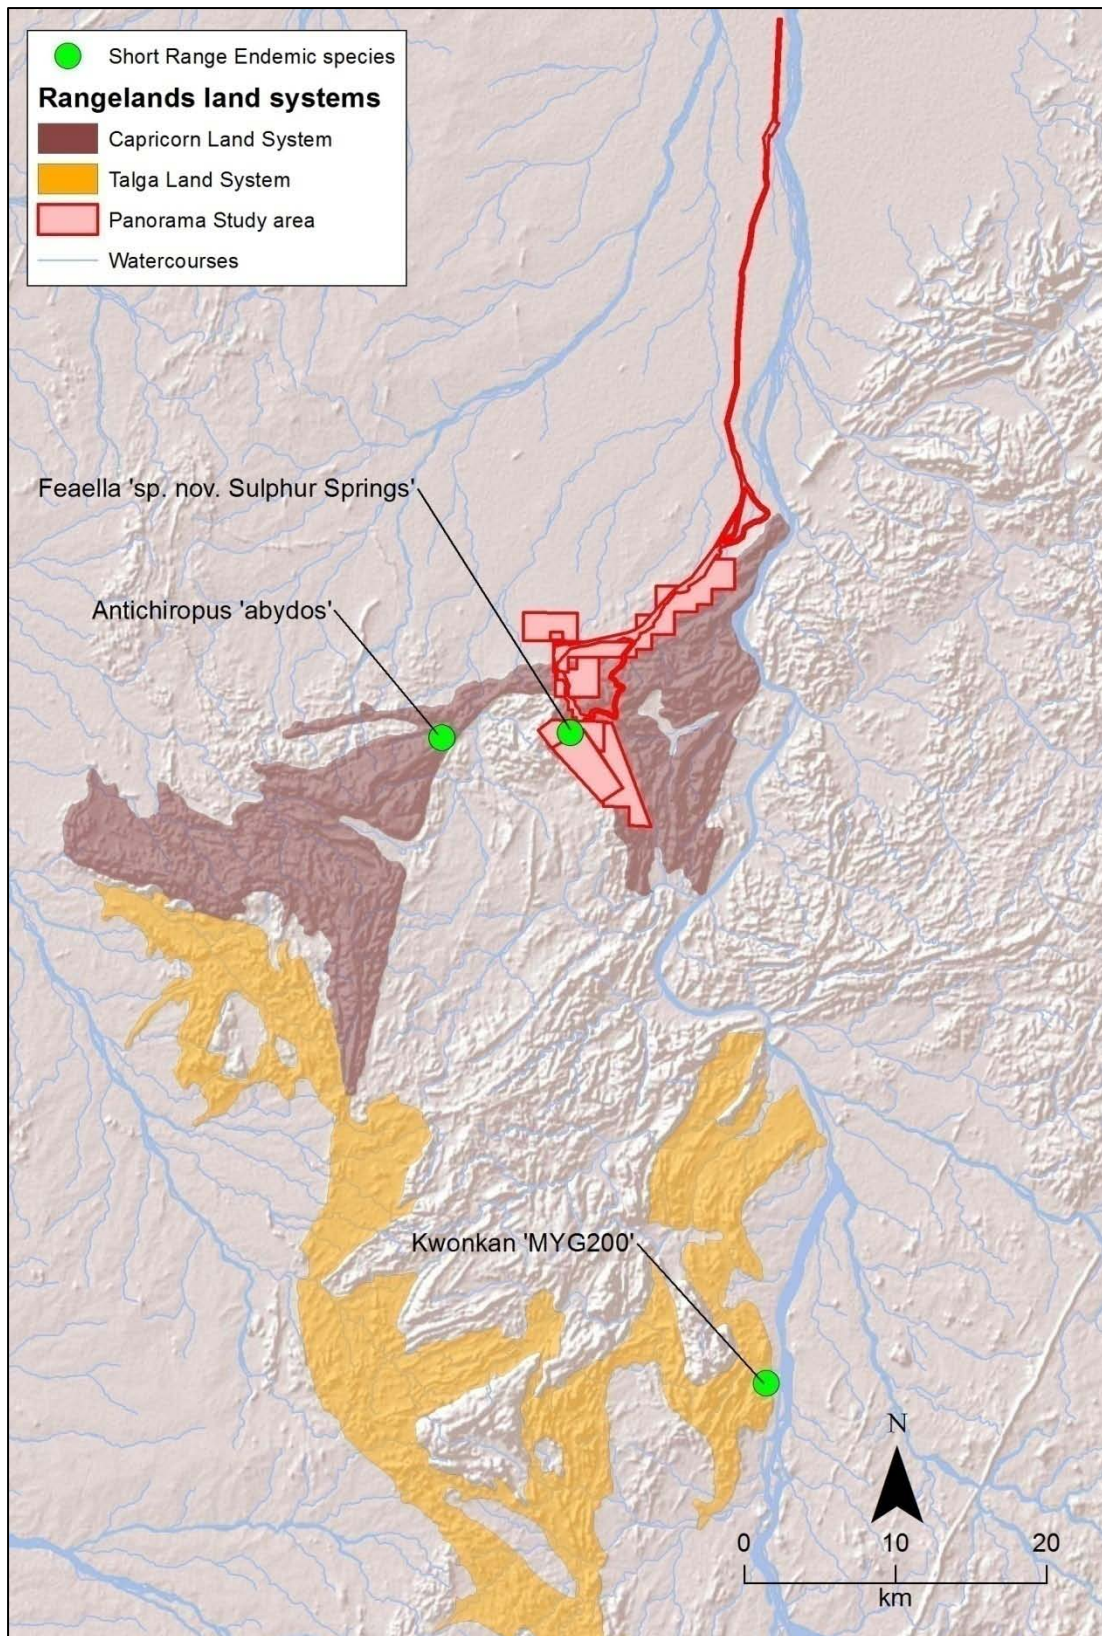 Short Range Endemic species
Rangelands land systems
Capricorn Land System
Talga Land System
Panorama Study area
Watercourses
Feaella 'sp. nov. Sulphur Springs'
Antichiropus 'abydos'
Kwonkan 'MYG200'
N
0 10 20
km